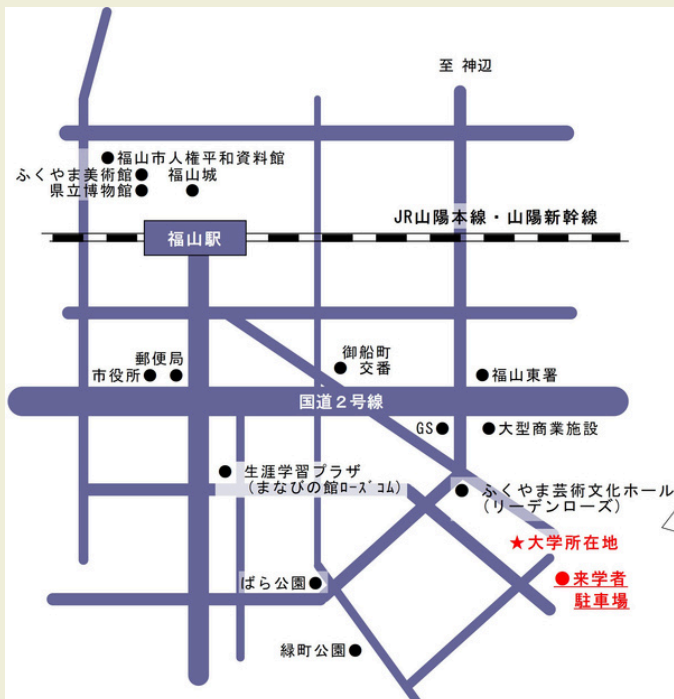 至 神辺
●福山市人権平和資料館
ふくやま美術館●
福山城
県立博物館●
JR山陽本線・山陽新幹線
福山駅
郵便局
市役所●
御船町
交番
●福山東署
国道2号線
GS●
●大型商業施設
生涯学習プラザ
(まなびの館ローズコム)
ふくやま芸術文化ホール
(リーデンローズ)
★大学所在地
●来学者
駐車場
ばら公園●
緑町公園●